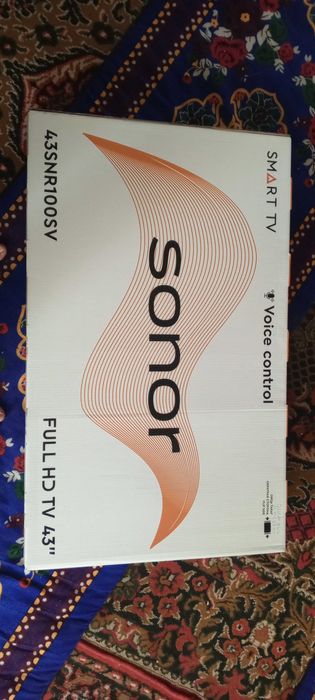 SMART TV
Voice control
sonor
43SNR100SV
FULL HD TV 43"